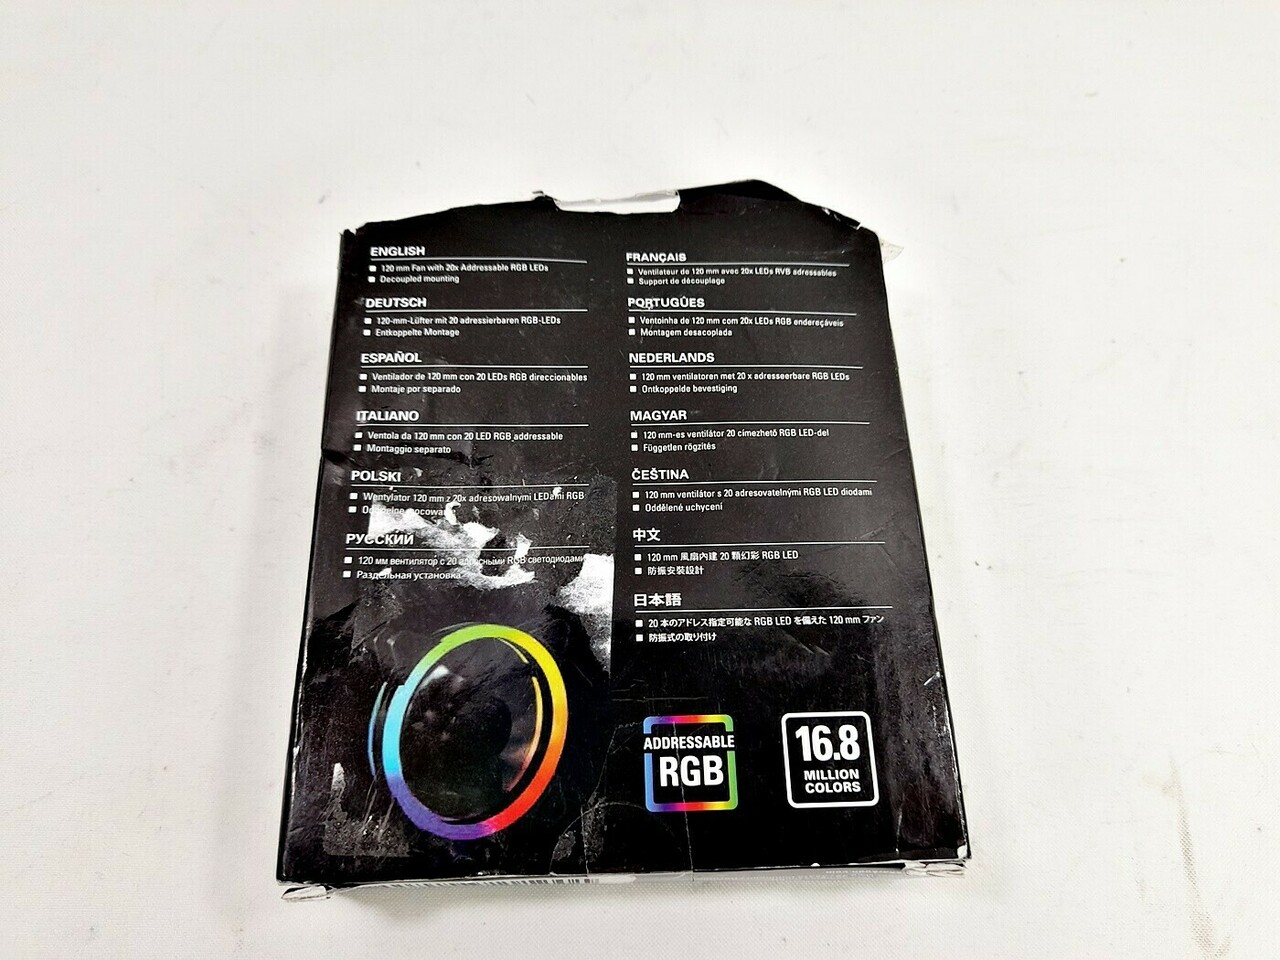 ENGLISH
120 mm Fan with 20x Addressable RGB LEDs
Decoupled mounting
DEUTSCH
120-mm-Lüfter mit 20 adressierbaren RGB-LEDs
Entkoppelte Montage
ESPAÑOL
Ventilador de 120 mm con 20 LEDs RGB direccionables
Montaje por separado
ITALIANO
Ventola da 120 mm con 20 LED RGB addressable
Montaggio separato
POLSKI
Wentylator 120 mm z 20x adresowalnymi LEDami RGB
РУССКИЙ
120 мм вентилятор с 20 RGB светодиодами
Раздельная установка
FRANÇAIS
Ventilateur de 120 mm avec 20x LEDs RVB adressables
Support de découplage
PORTUGÛES
Ventoinha de 120 mm com 20x LEDs RGB endereçáveis
Montagem desacoplada
NEDERLANDS
120 mm ventilatoren met 20 x adresseerbare RGB LEDs
Ontkoppelde bevestiging
MAGYAR
120 mm-es ventilátor 20 címezhető RGB LED-del
Független rögzítés
ČEŠTINA
120 mm ventilátor s 20 adresovatelnými RGB LED diodami
Oddělené uchycení
中文
120 mm 風扇內建 20 顆幻彩 RGB LED
防振安裝設計
日本語
20 本のアドレス指定可能な RGB LED を備えた 120 mm ファン
防振式の取り付け
ADDRESSABLE
RGB
16.8
MILLION
COLORS